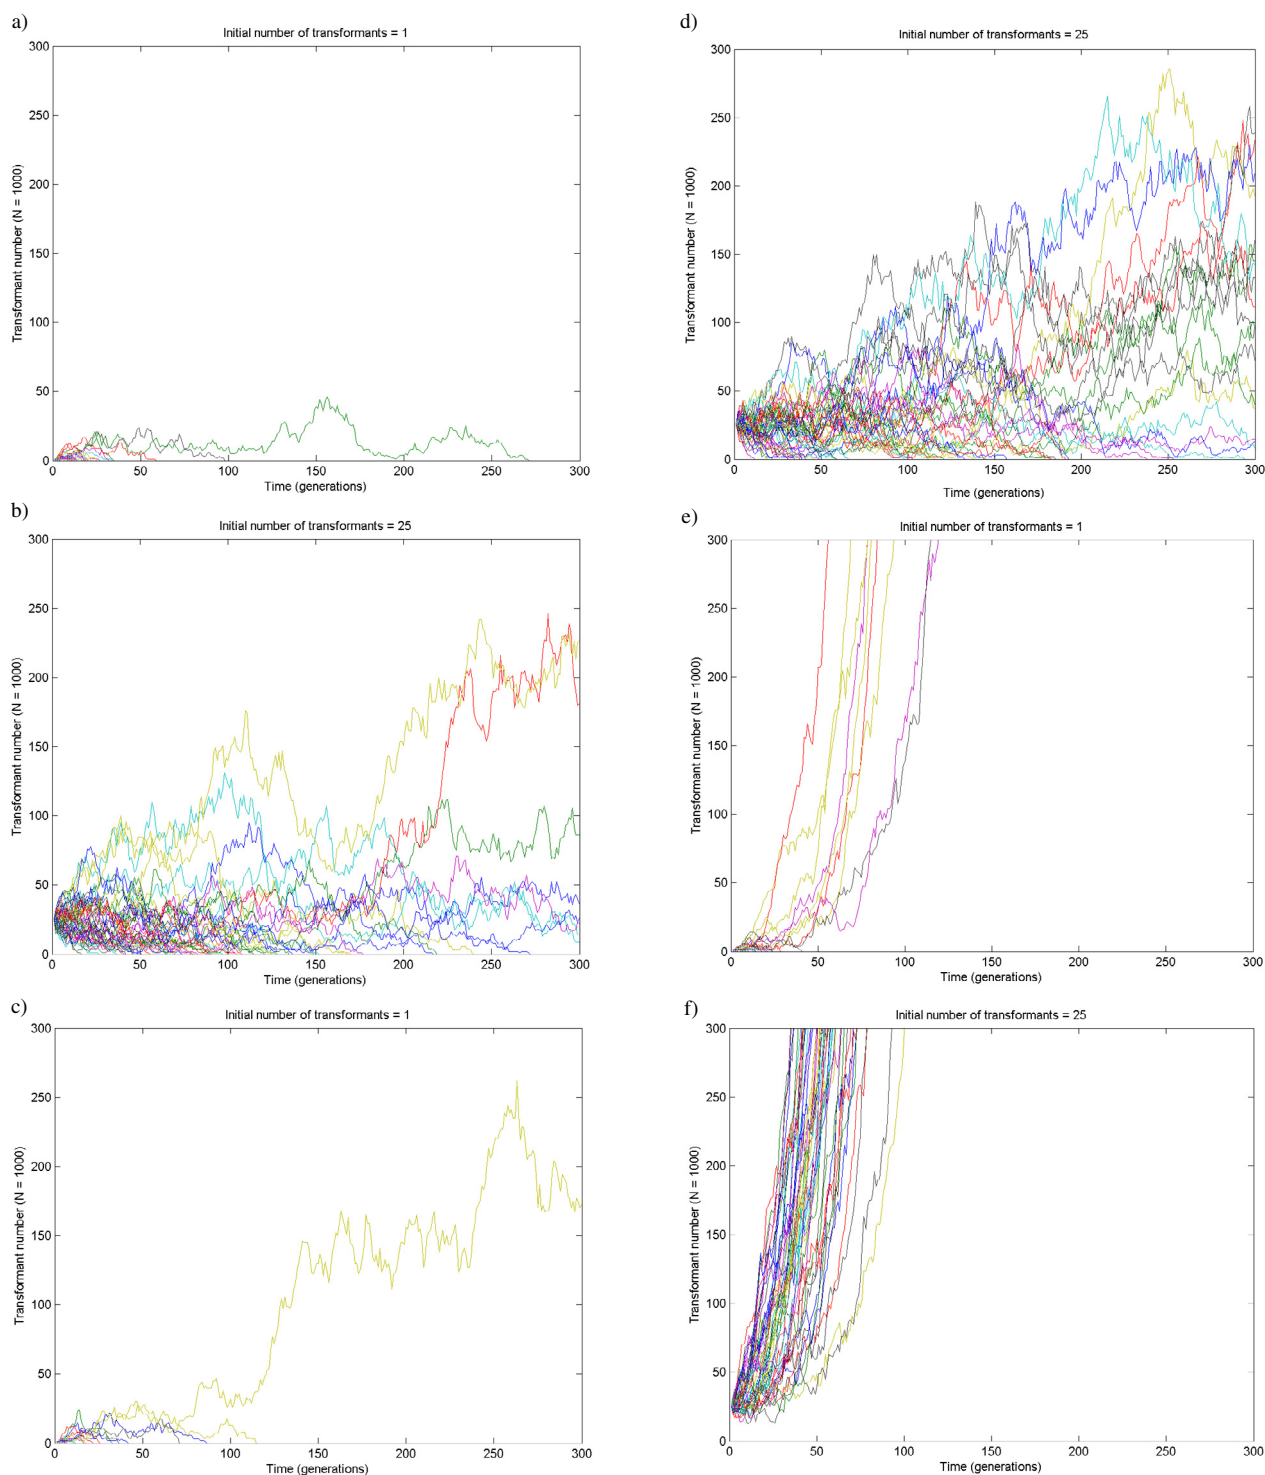 a)
Initial number of transformants = 1
300
250
200
150
100
50
0
Transformant number (N = 1000)
0 50 100 150 200 250 300
Time (generations)
b)
Initial number of transformants = 25
300
250
200
150
100
50
0
Transformant number (N = 1000)
0 50 100 150 200 250 300
Time (generations)
c)
Initial number of transformants = 1
300
250
200
150
100
50
0
Transformant number (N = 1000)
0 50 100 150 200 250 300
Time (generations)
d)
Initial number of transformants = 25
300
250
200
150
100
50
0
Transformant number (N = 1000)
0 50 100 150 200 250 300
Time (generations)
e)
Initial number of transformants = 1
300
250
200
150
100
50
0
Transformant number (N = 1000)
0 50 100 150 200 250 300
Time (generations)
f)
Initial number of transformants = 25
300
250
200
150
100
50
0
Transformant number (N = 1000)
0 50 100 150 200 250 300
Time (generations)